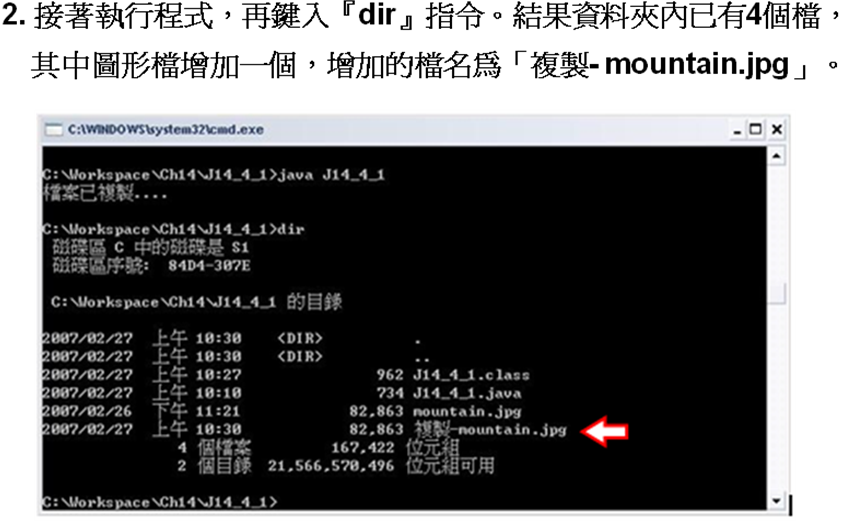 2. 接著執行程式，再鍵入『dir』指令。結果資料夾內已有4個檔，
其中圖形檔增加一個，增加的檔名為「複製-mountain.jpg」。
C:\WINDOWS\system32\cmd.exe
C:\Workspace\Ch14\J14_4_1>java J14_4_1
檔案已複製....
C:\Workspace\Ch14\J14_4_1>dir
磁碟區 C 中的磁碟是 S1
磁碟區序號: 84D4-307E
C:\Workspace\Ch14\J14_4_1 的目錄
2007/02/27 上午 10:30 <DIR> .
2007/02/27 上午 10:30 <DIR> ..
2007/02/27 上午 10:27 962 J14_4_1.class
2007/02/27 上午 10:10 734 J14_4_1.java
2007/02/26 下午 11:21 82,863 mountain.jpg
2007/02/27 上午 10:30 82,863 複製-mountain.jpg
4 個檔案 167,422 位元組
2 個目錄 21,566,570,496 位元組可用
C:\Workspace\Ch14\J14_4_1>